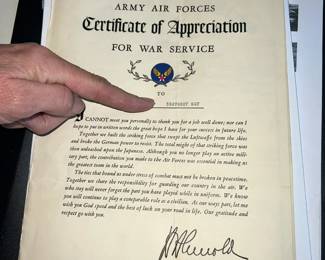 ARMY AIR FORCES
Certificate of Appreciation
FOR WAR SERVICE
TO
I CANNOT meet you personally to thank you for a job well done; nor can I
hope to put in written words the great hope I have for your success in future life.
Together we built the striking force that swept the Luftwaffe from the skies
and broke the German power to resist. The total might of that striking force was
then unleashed upon the Japanese. Although you no longer play an active mili-
tary part, the contribution you made to the Air Forces was essential in making us
the greatest team in the world.
The ties that bound us under stress of combat must not be broken in peacetime.
Together we share the responsibility for guarding our country in the air. We
who stay will never forget the part you have played while in uniform. We know
you will continue to play a comparable role as a civilian. As our ways part, let me
wish you God speed and the best of luck on your road in life. Our gratitude and
respect go with you.
HHArnold